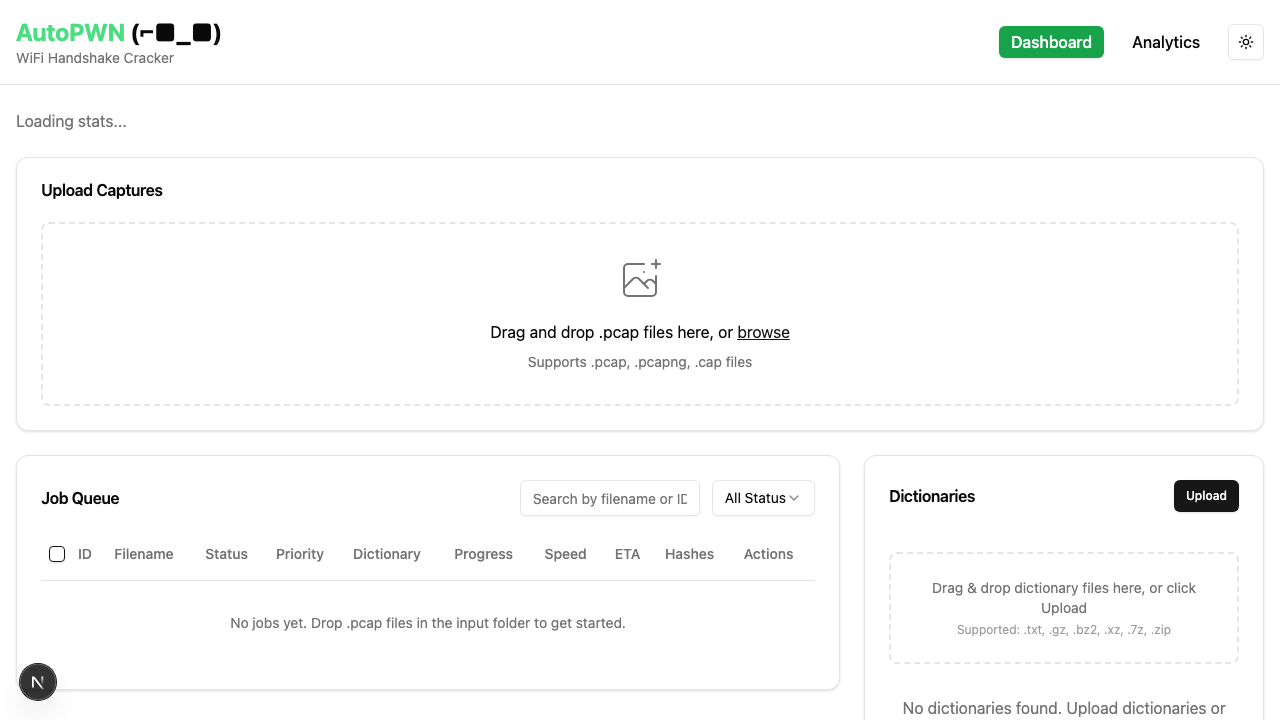 AutoPWN (⌐■_■)
WiFi Handshake Cracker
Dashboard
Analytics
Loading stats...
Upload Captures
Drag and drop .pcap files here, or browse
Supports .pcap, .pcapng, .cap files
Job Queue
Search by filename or ID
All Status
ID Filename Status Priority Dictionary Progress Speed ETA Hashes Actions
No jobs yet. Drop .pcap files in the input folder to get started.
Dictionaries
Upload
Drag & drop dictionary files here, or click
Upload
Supported: .txt, .gz, .bz2, .xz, .7z, .zip
No dictionaries found. Upload dictionaries or
N